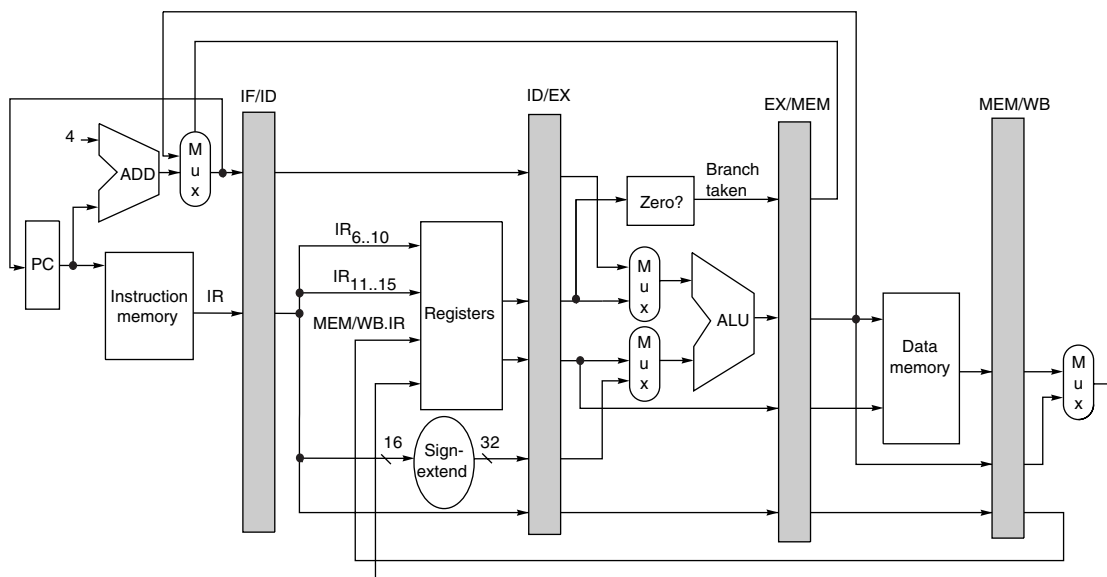 IF/ID
ID/EX
EX/MEM
MEM/WB
4
ADD
M
u
x
Branch
taken
Zero?
PC
Instruction
memory
IR
IR6..10
IR11..15
MEM/WB.IR
Registers
M
u
x
M
u
x
ALU
Data
memory
M
u
x
16
Sign-
extend
32